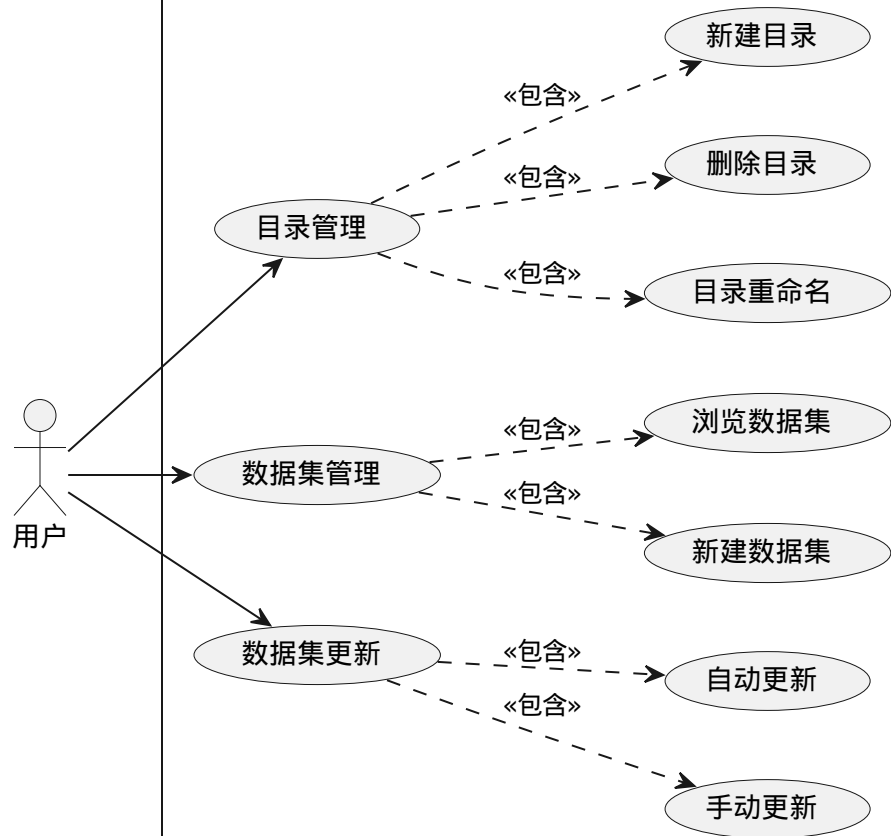 新建目录
«包含»
删除目录
«包含»
目录管理
«包含»
目录重命名
浏览数据集
«包含»
数据集管理
«包含»
用户
新建数据集
数据集更新
«包含»
自动更新
«包含»
手动更新